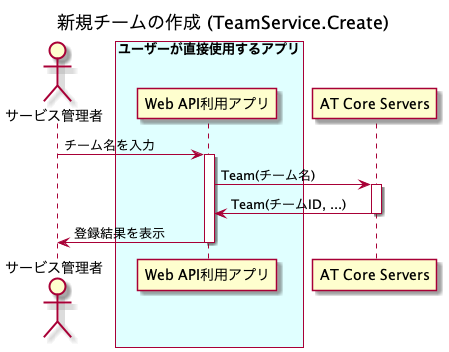 新規チームの作成 (TeamService.Create)
ユーザーが直接使用するアプリ
サービス管理者
Web API利用アプリ
AT Core Servers
チーム名を入力
Team(チーム名)
Team(チームID, ...)
登録結果を表示
サービス管理者
Web API利用アプリ
AT Core Servers